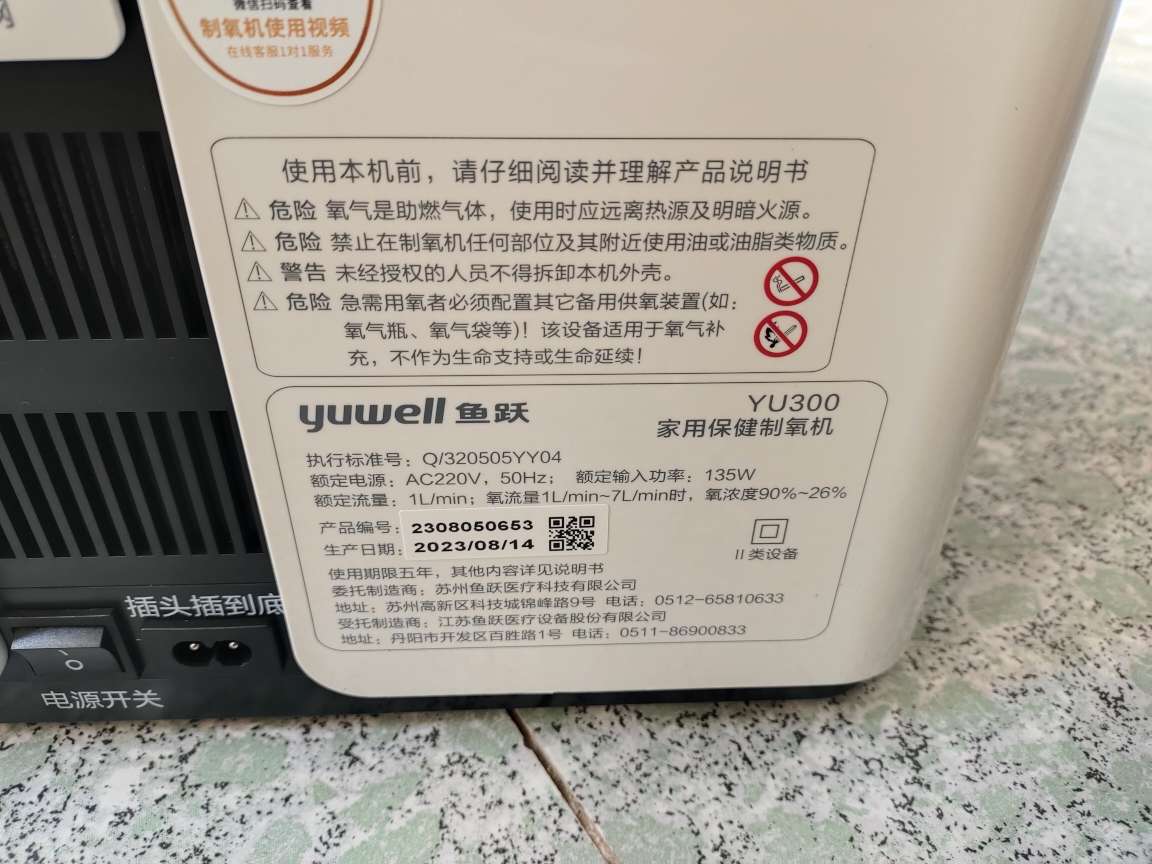 网
微信扫码查看
制氧机使用视频
在线客服1对1服务
使用本机前，请仔细阅读并理解产品说明书
危险 氧气是助燃气体，使用时应远离热源及明暗火源。
危险 禁止在制氧机任何部位及其附近使用油或油脂类物质。
警告 未经授权的人员不得拆卸本机外壳。
危险 急需用氧者必须配置其它备用供氧装置(如：
氧气瓶、氧气袋等)！该设备适用于氧气补
充，不作为生命支持或生命延续！
yuwell 鱼跃
YU300
家用保健制氧机
执行标准号：Q/320505YY04
额定电源：AC220V，50Hz；额定输入功率：135W
额定流量：1L/min；氧流量1L/min~7L/min时，氧浓度90%~26%
产品编号：2308050653
生产日期：2023/08/14
II类设备
使用期限五年，其他内容详见说明书
委托制造商：苏州鱼跃医疗科技有限公司
地址：苏州高新区科技城锦峰路9号 电话：0512-65810633
受托制造商：江苏鱼跃医疗设备股份有限公司
地址：丹阳市开发区百胜路1号 电话：0511-86900833
插头插到底
电源开关